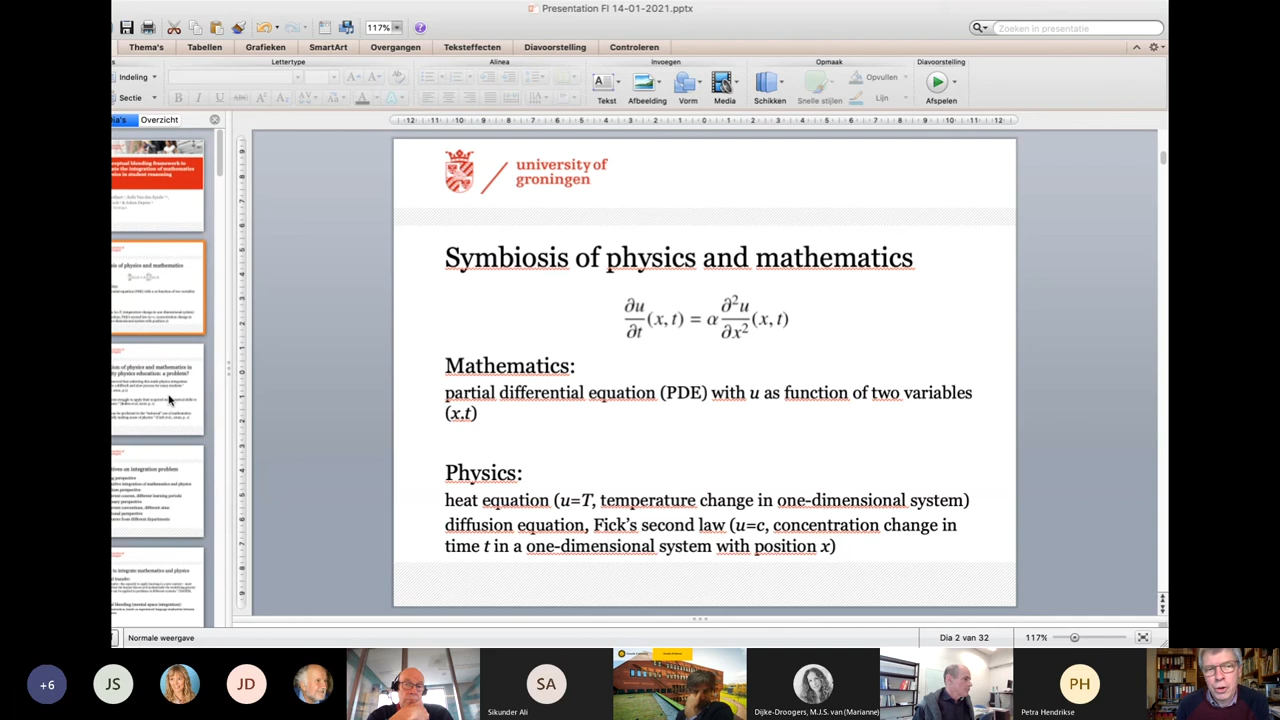 Presentation FI 14-01-2021.pptx
117%
Zoeken in presentatie
Thema's Tabellen Grafieken SmartArt Overgangen Teksteffecten Diavoorstelling Controleren
Lettertype Alinea Invoegen Opmaak Diavoorstelling
Indeling
Sectie
Tekst Afbeelding Vorm Media Schikken Snelle stijlen Opvullen Lijn Afspelen
Dia's Overzicht
university of
groningen
Symbiosis of physics and mathematics
∂u/∂t (x, t) = α ∂²u/∂x² (x, t)
Mathematics:
partial differential equation (PDE) with u as function of two variables
(x,t)
Physics:
heat equation (u=T, temperature change in one-dimensional system)
diffusion equation, Fick's second law (u=c, concentration change in
time t in a one-dimensional system with position x)
Normale weergave
Dia 2 van 32
117%
+6
JS
JD
SA
Sikunder Ali
Dijke-Droogers, M.J.S. van (Marianne)
PH
Petra Hendrikse